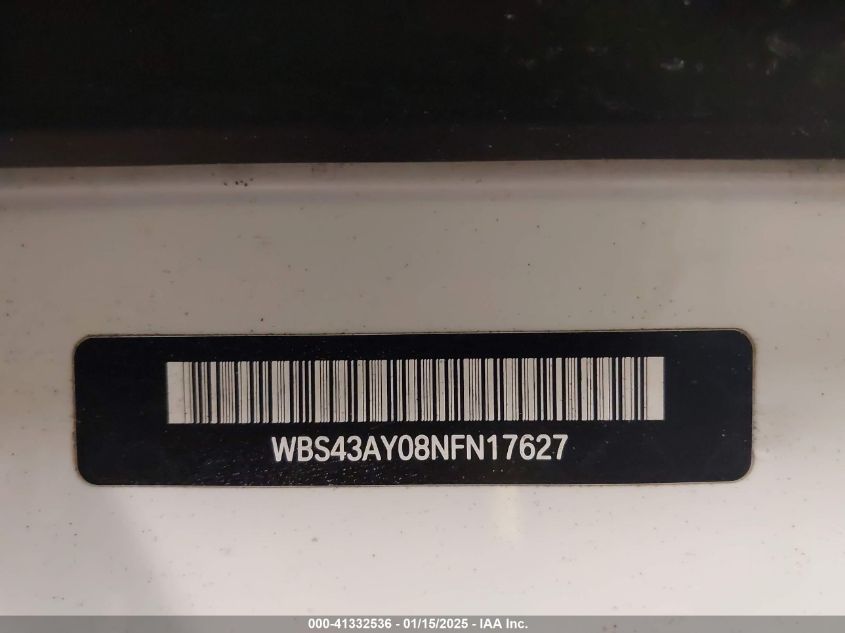 WBS43AY08NFN17627
000-41332536 - 01/15/2025 - IAA Inc.